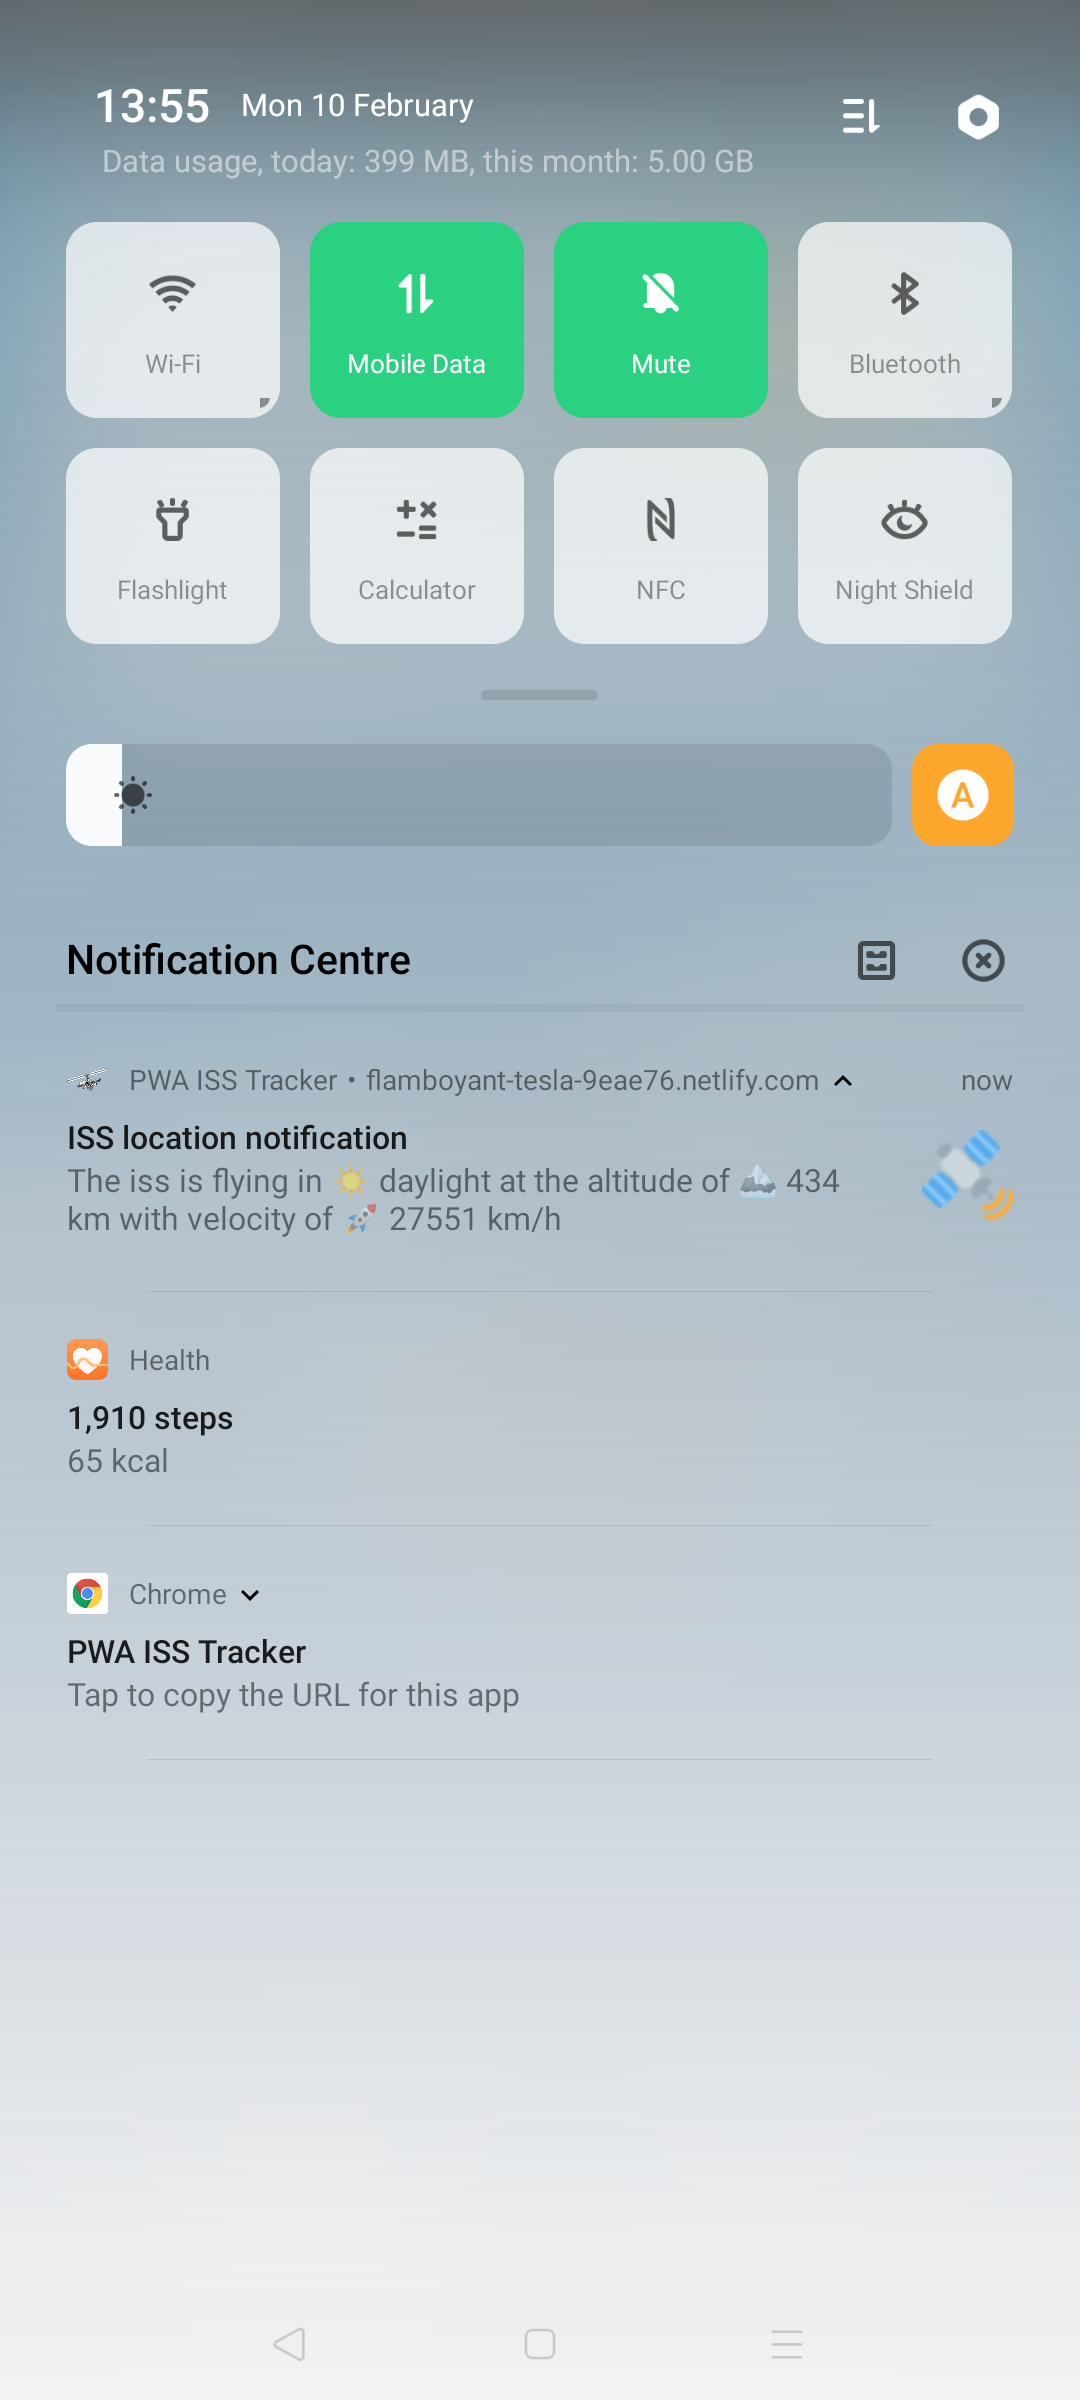 13:55 Mon 10 February
Data usage, today: 399 MB, this month: 5.00 GB
Wi-Fi
Mobile Data
Mute
Bluetooth
Flashlight
Calculator
NFC
Night Shield
A
Notification Centre
PWA ISS Tracker • flamboyant-tesla-9eae76.netlify.com now
ISS location notification
The iss is flying in ☀️ daylight at the altitude of 🏔️ 434
km with velocity of 🚀 27551 km/h
Health
1,910 steps
65 kcal
Chrome
PWA ISS Tracker
Tap to copy the URL for this app